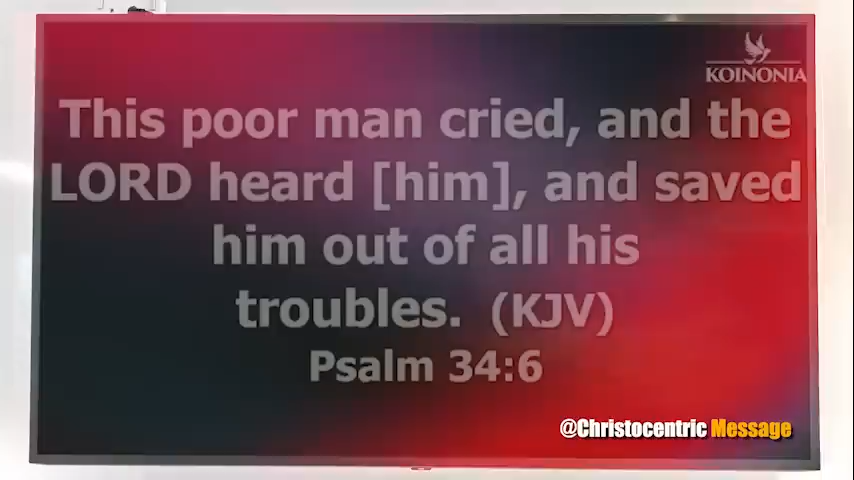 KOINONIA
This poor man cried, and the
LORD heard [him], and saved
him out of all his
troubles. (KJV)
Psalm 34:6
@Christocentric Message